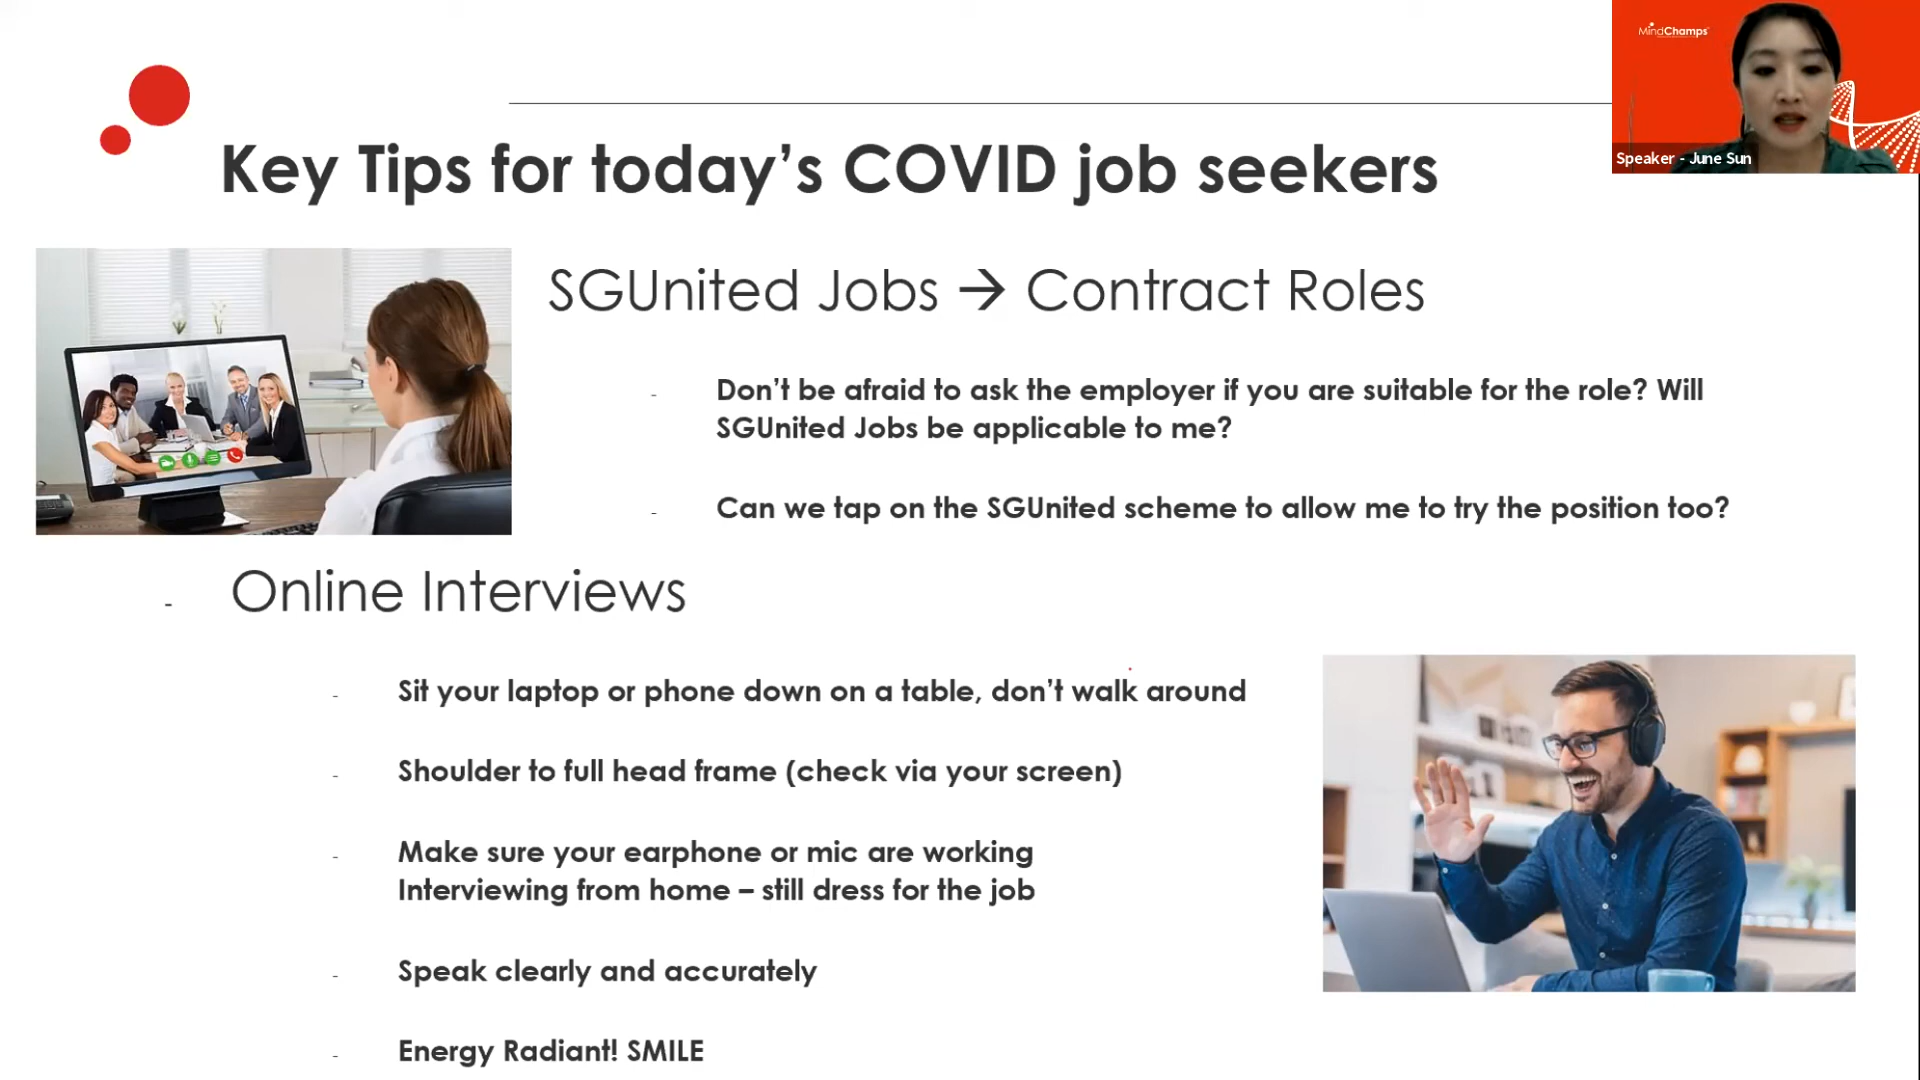 MindChamps
Speaker - June Sun
Key Tips for today’s COVID job seekers
SGUnited Jobs → Contract Roles
- Don’t be afraid to ask the employer if you are suitable for the role? Will
SGUnited Jobs be applicable to me?
- Can we tap on the SGUnited scheme to allow me to try the position too?
- Online Interviews
- Sit your laptop or phone down on a table, don’t walk around
- Shoulder to full head frame (check via your screen)
- Make sure your earphone or mic are working
Interviewing from home – still dress for the job
- Speak clearly and accurately
- Energy Radiant! SMILE